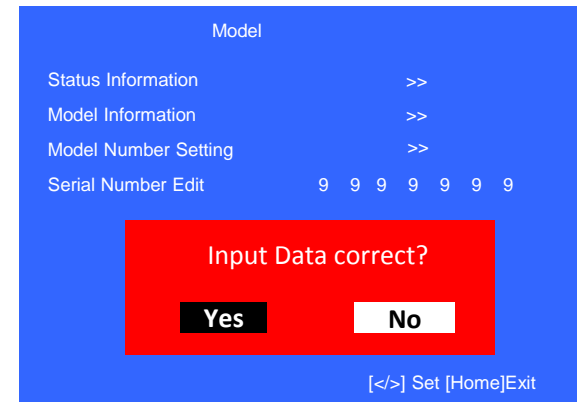 Model
Status Information >>
Model Information >>
Model Number Setting >>
Serial Number Edit 9 9 9 9 9 9 9
Input Data correct?
Yes No
[</>] Set [Home]Exit